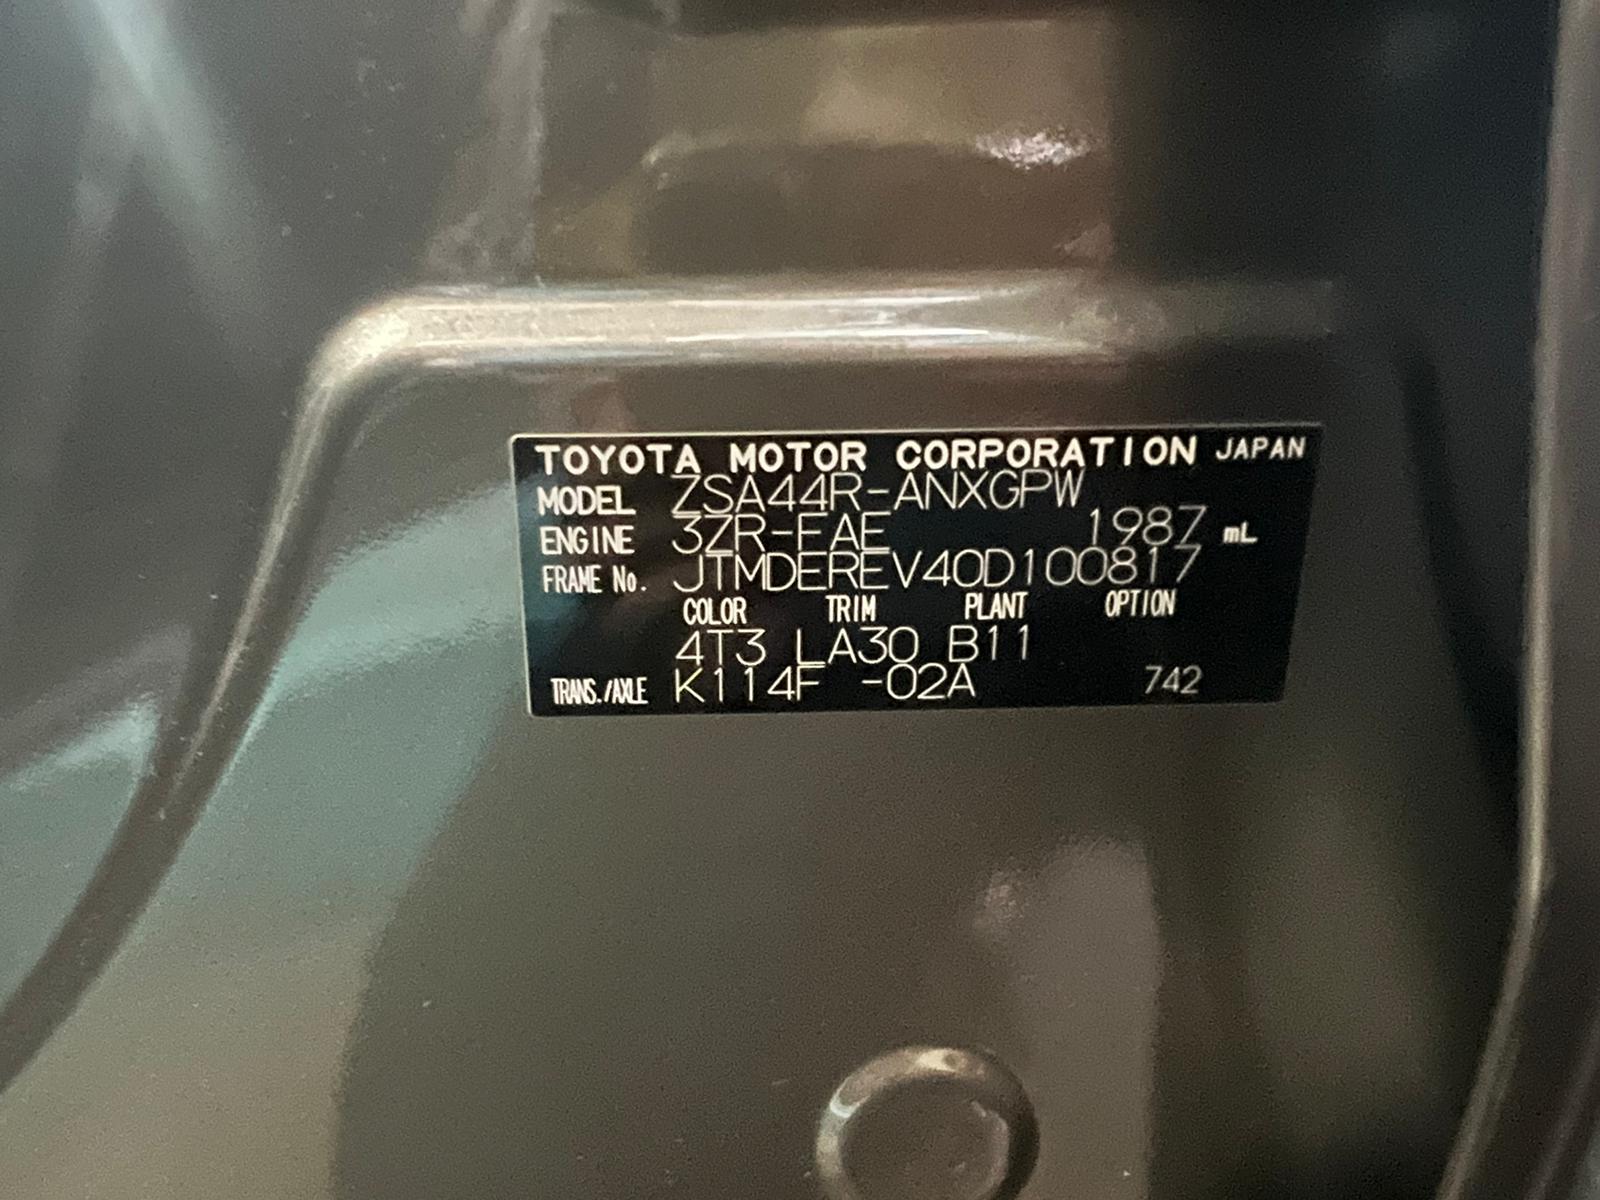 TOYOTA MOTOR CORPORATION JAPAN
MODEL ZSA44R-ANXGPW
ENGINE 3ZR-FAE 1987 mL
FRAME No. JTMDEREV40D100817
COLOR TRIM PLANT OPTION
4T3 LA30 B11
TRANS./AXLE K114F -02A 742